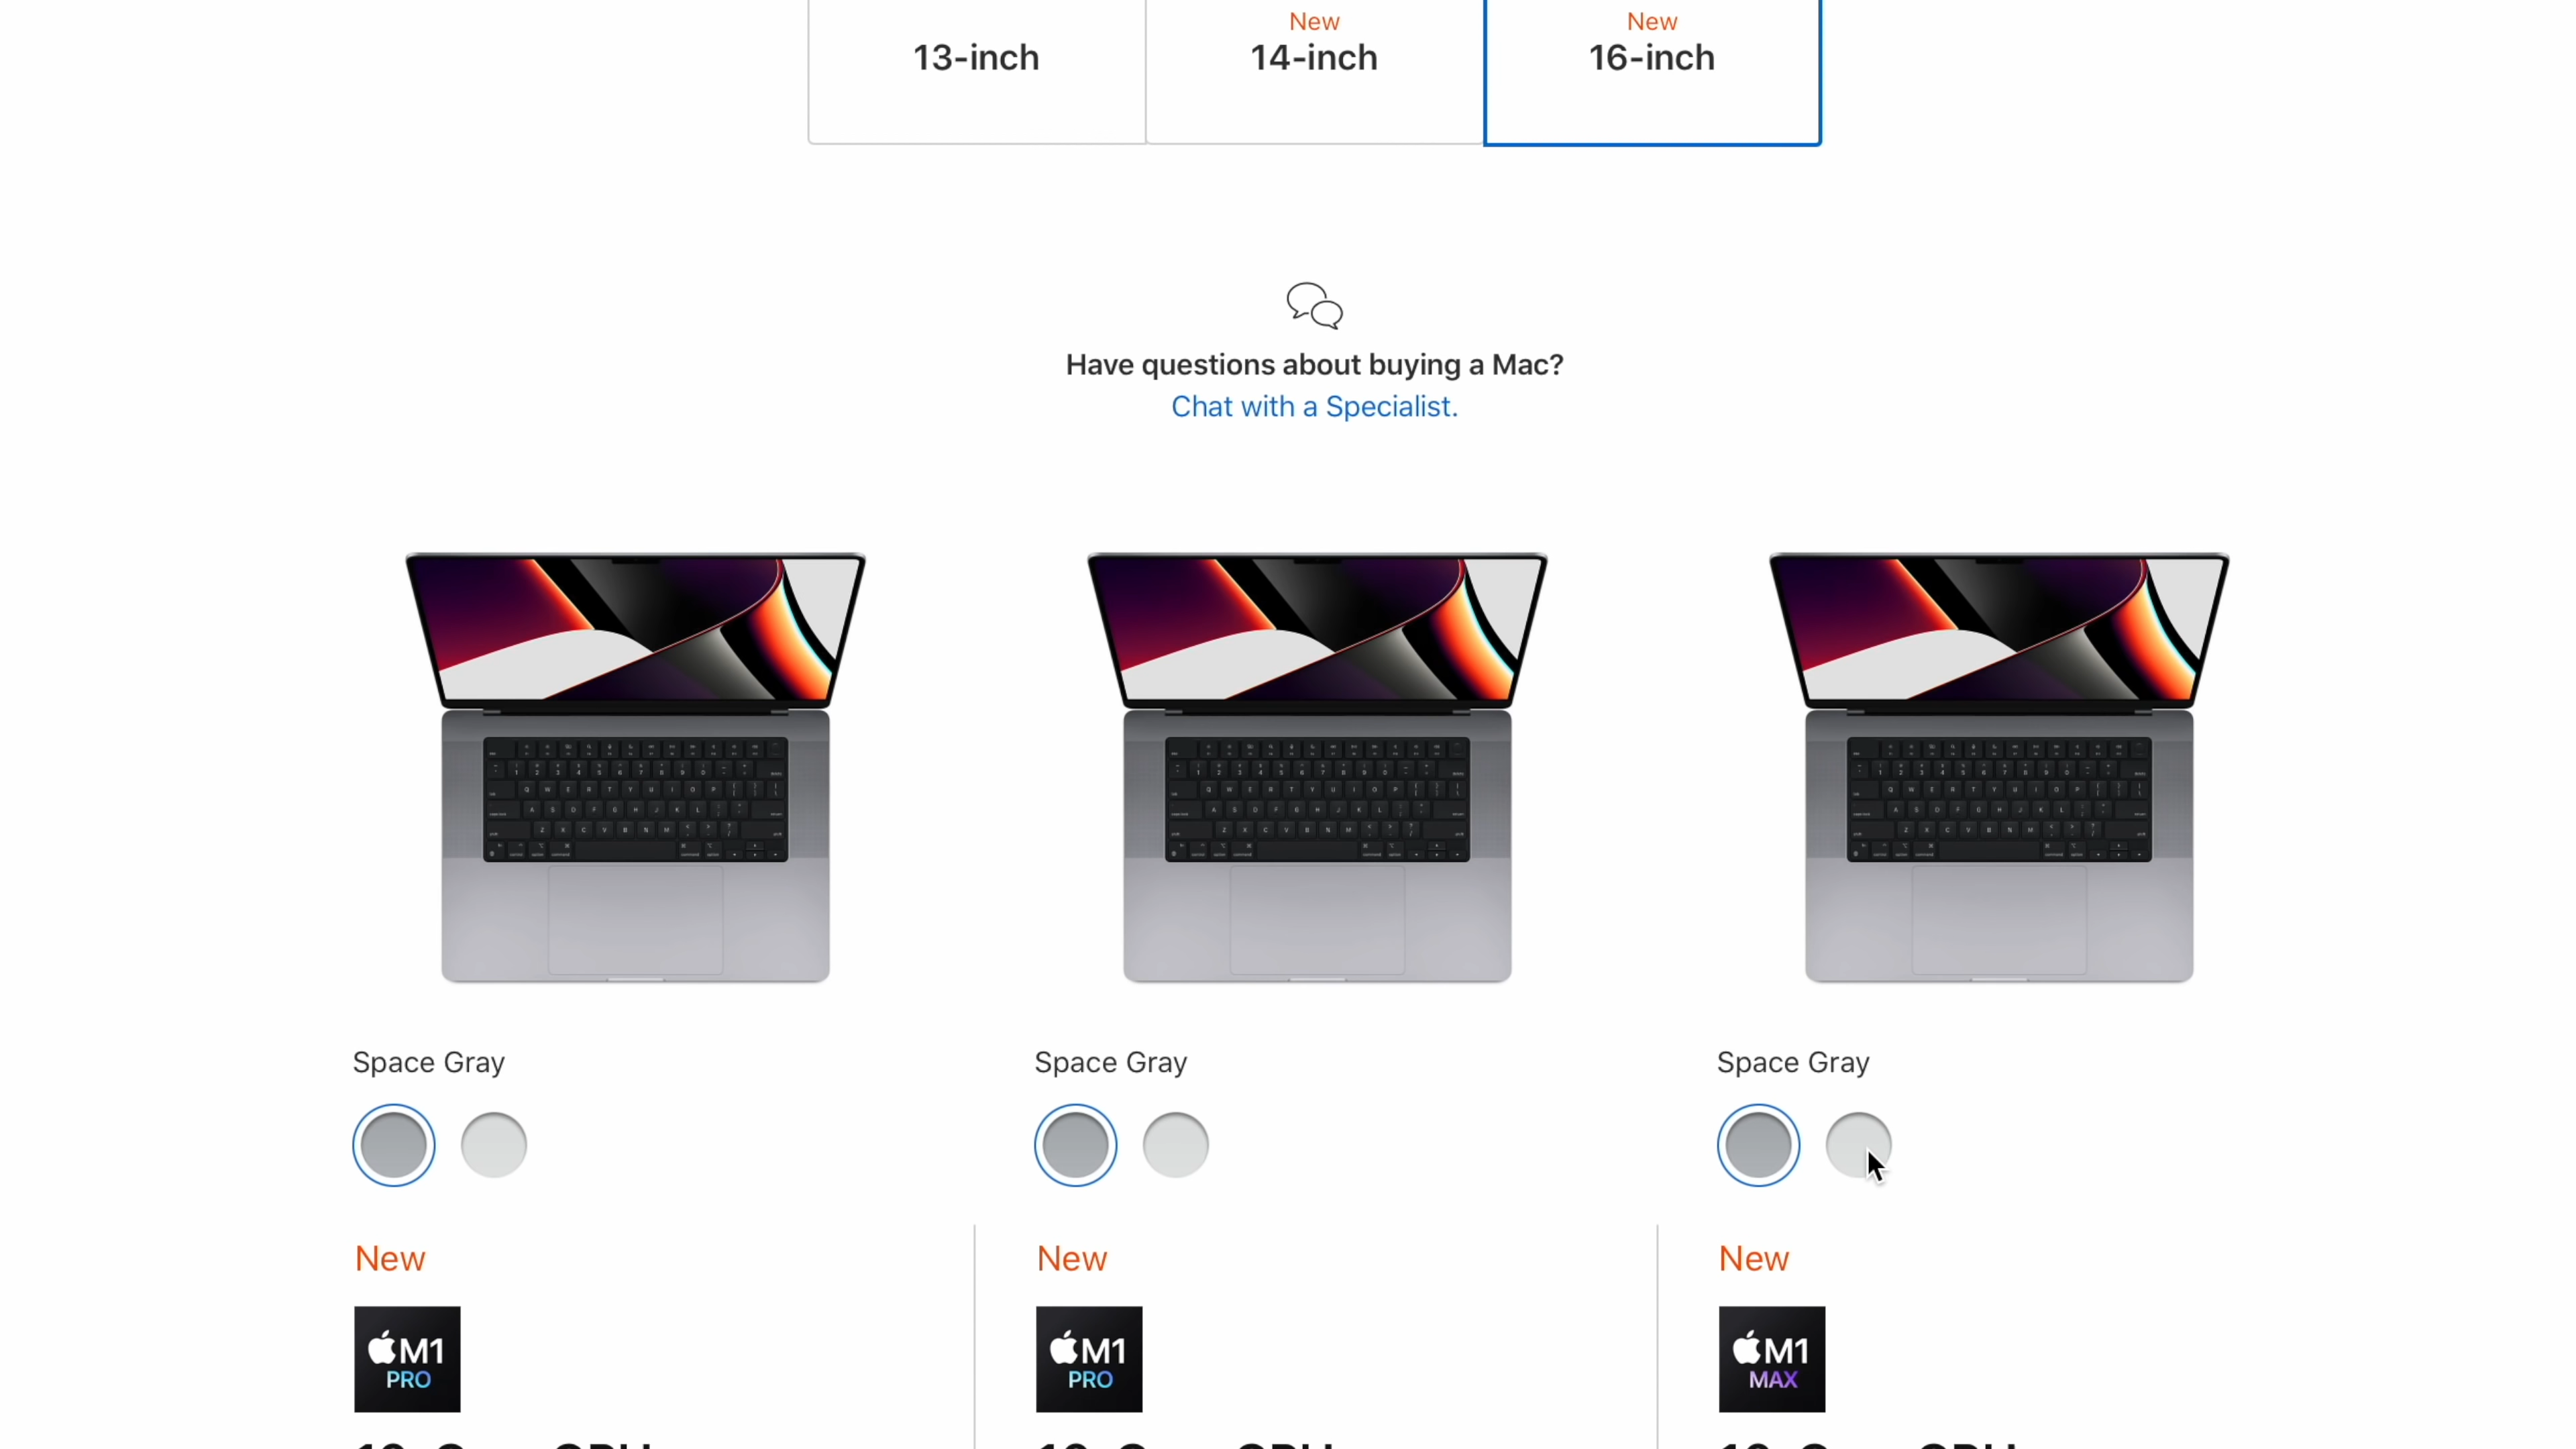 New
New
13-inch
14-inch
16-inch
Have questions about buying a Mac?
Chat with a Specialist.
Space Gray
Space Gray
Space Gray
New
New
New
M1
PRO
M1
PRO
M1
MAX